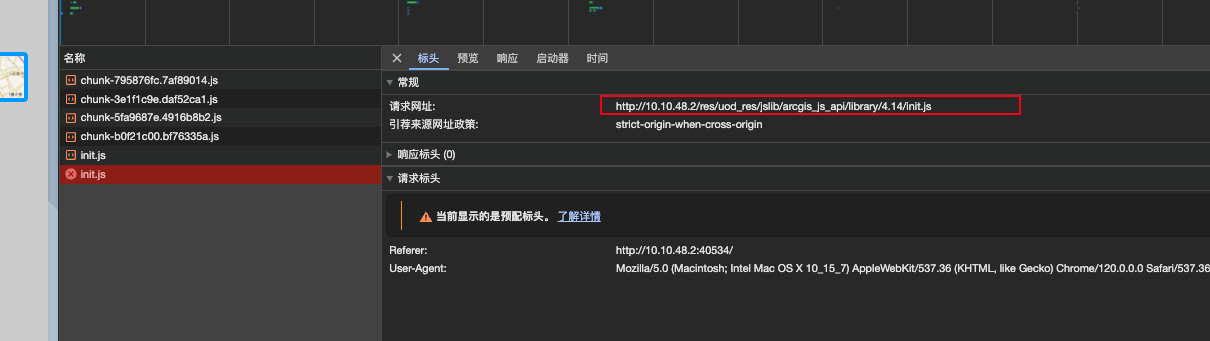 名称
标头 预览 响应 启动器 时间
chunk-795876fc.7af89014.js
常规
chunk-3e1f1c9e.daf52ca1.js
请求网址: http://10.10.48.2/res/uod_res/jslib/arcgis_js_api/library/4.14/init.js
chunk-5fa9687e.4916b8b2.js
引荐来源网址政策: strict-origin-when-cross-origin
chunk-b0f21c00.bf76335a.js
init.js
响应标头 (0)
init.js
请求标头
当前显示的是预配标头。 了解详情
Referer: http://10.10.48.2:40534/
User-Agent: Mozilla/5.0 (Macintosh; Intel Mac OS X 10_15_7) AppleWebKit/537.36 (KHTML, like Gecko) Chrome/120.0.0.0 Safari/537.36